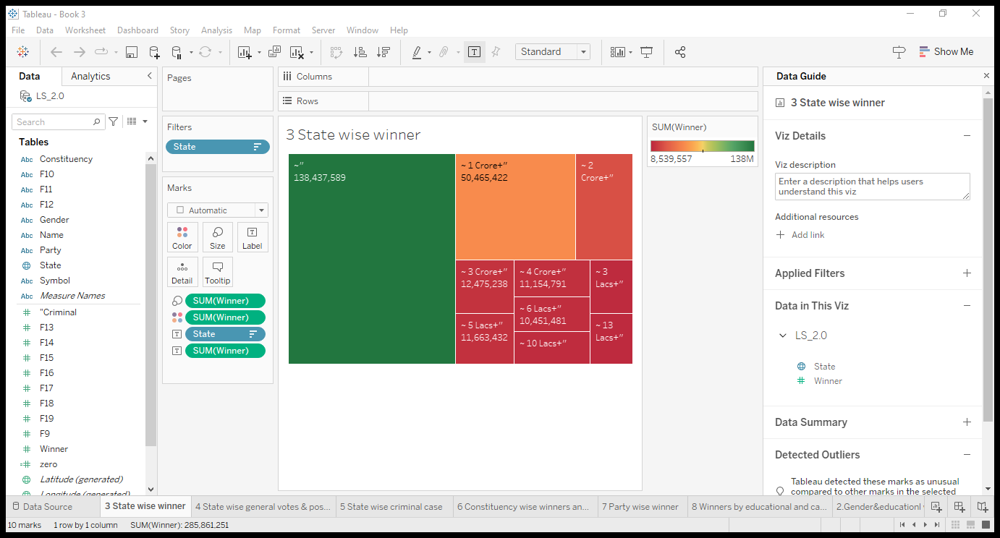 Tableau - Book 3
File Data Worksheet Dashboard Story Analysis Map Format Server Window Help
Standard
Show Me
Data Analytics
LS_2.0
Search
Tables
Abc Constituency
Abc F10
Abc F11
Abc F12
Abc Gender
Abc Name
Abc Party
State
Abc Symbol
Abc Measure Names
"Criminal
F13
F14
F15
F16
F17
F18
F19
F9
Winner
zero
Latitude (generated)
Longitude (generated)
Pages
Filters
State
Marks
Automatic
Color Size Label
Detail Tooltip
SUM(Winner)
SUM(Winner)
State
SUM(Winner)
Columns
Rows
3 State wise winner
~"
138,437,589
~ 1 Crore+"
50,465,422
~ 2
Crore+"
~ 3 Crore+"
12,475,238
~ 4 Crore+"
11,154,791
~ 3
Lacs+"
~ 5 Lacs+"
11,663,432
~ 6 Lacs+"
10,451,481
~ 10 Lacs+"
~ 13
Lacs+"
SUM(Winner)
8,539,557 138M
Data Guide
3 State wise winner
Viz Details
Viz description
Enter a description that helps users
understand this viz
Additional resources
Add link
Applied Filters
Data in This Viz
LS_2.0
State
Winner
Data Summary
Detected Outliers
Tableau detected these marks as unusual
compared to other marks in the selected
Data Source 3 State wise winner 4 State wise general votes & pos... 5 State wise criminal case 6 Constituency wise winners an... 7 Party wise winner 8 Winners by educational and ca... 2.Gender&educationl
10 marks 1 row by 1 column SUM(Winner): 285,861,251